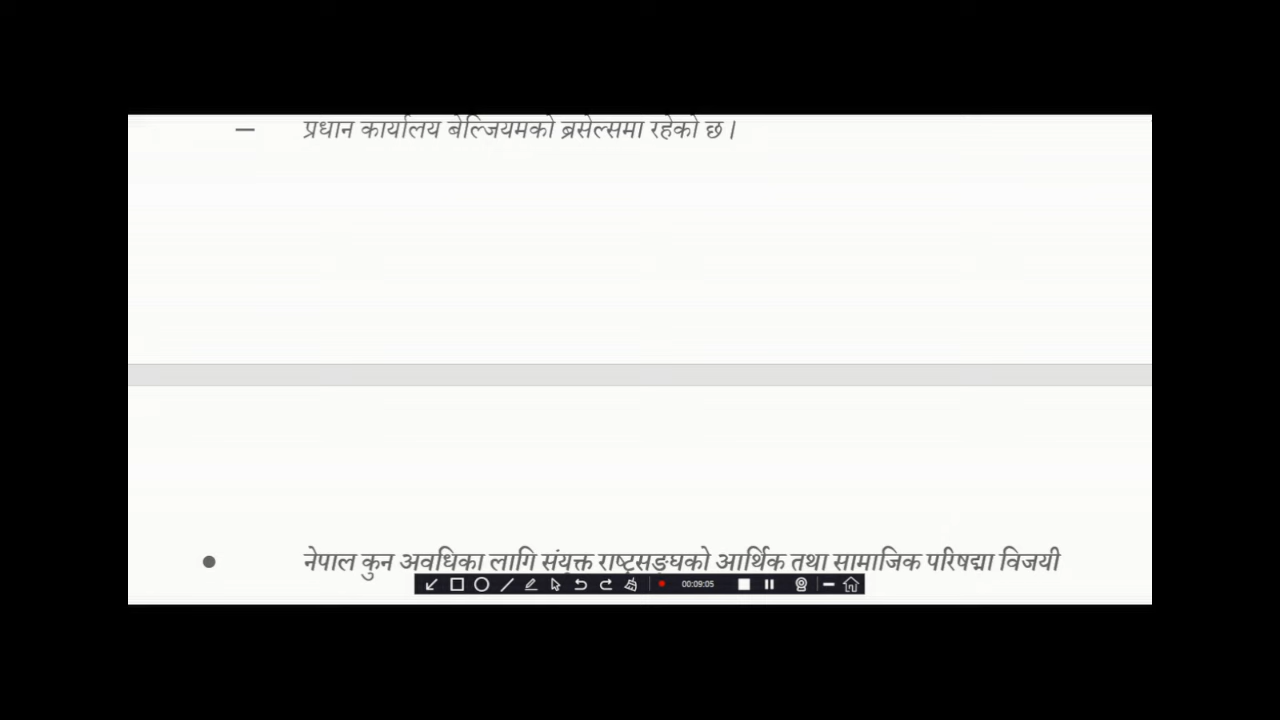 – प्रधान कार्यालय बेल्जियमको ब्रसेल्समा रहेको छ ।
● नेपाल कुन अवधिका लागि संयुक्त राष्ट्रसङ्घको आर्थिक तथा सामाजिक परिषद्मा विजयी
00:09:05